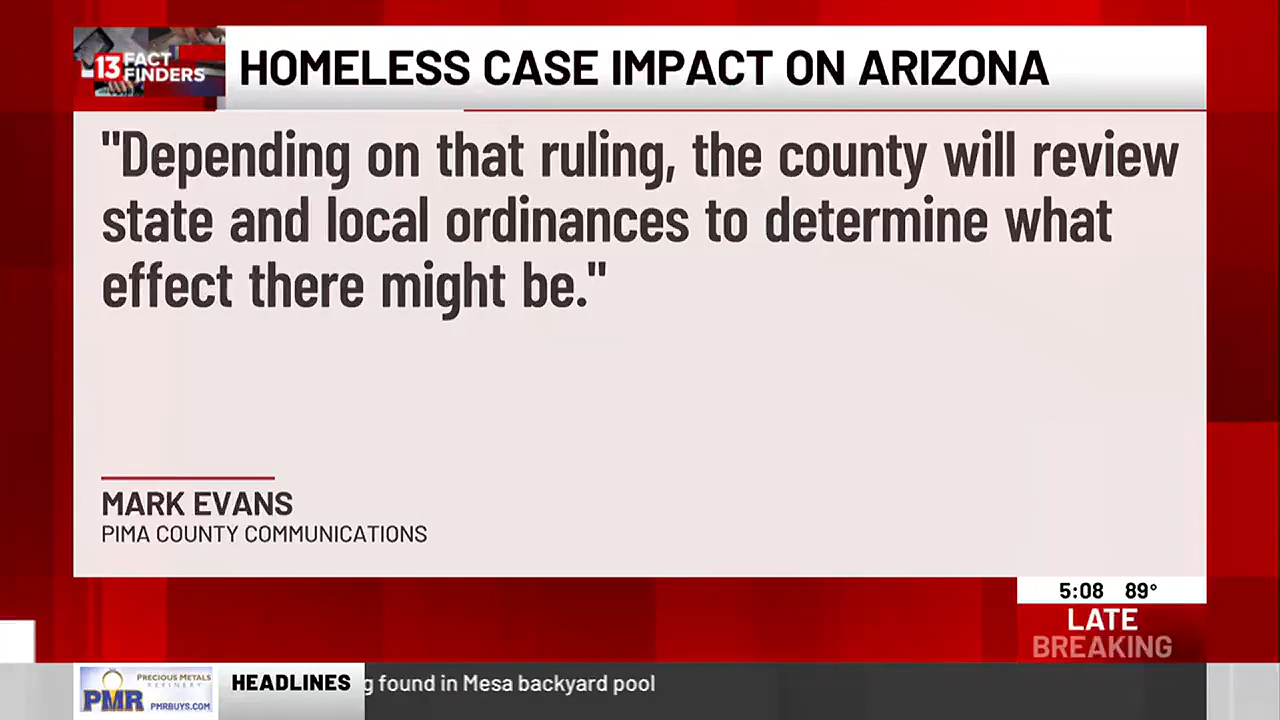 13 FACT
FINDERS
HOMELESS CASE IMPACT ON ARIZONA
"Depending on that ruling, the county will review
state and local ordinances to determine what
effect there might be."
MARK EVANS
PIMA COUNTY COMMUNICATIONS
5:08 89°
LATE
BREAKING
PRECIOUS METALS
REFINERY
PMR
PMRBUYS.COM
HEADLINES
g found in Mesa backyard pool